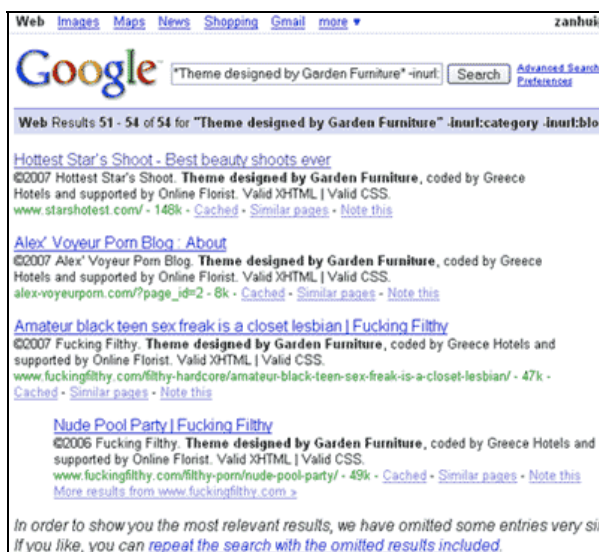 Web Images Maps News Shopping Gmail more ▼ zanhui
Google "Theme designed by Garden Furniture" -inurl: Search Advanced Search
Preferences
Web Results 51 - 54 of 54 for "Theme designed by Garden Furniture" -inurl:category -inurl:blo
Hottest Star's Shoot - Best beauty shoots ever
©2007 Hottest Star's Shoot. Theme designed by Garden Furniture, coded by Greece
Hotels and supported by Online Florist. Valid XHTML | Valid CSS.
www.starshotest.com/ - 148k - Cached - Similar pages - Note this
Alex' Voyeur Porn Blog : About
©2007 Alex' Voyeur Porn Blog. Theme designed by Garden Furniture, coded by Greece
Hotels and supported by Online Florist. Valid XHTML | Valid CSS.
alex-voyeurporn.com/?page_id=2 - 8k - Cached - Similar pages - Note this
Amateur black teen sex freak is a closet lesbian | Fucking Filthy
©2007 Fucking Filthy. Theme designed by Garden Furniture, coded by Greece Hotels and
supported by Online Florist. Valid XHTML | Valid CSS.
www.fuckingfilthy.com/filthy-hardcore/amateur-black-teen-sex-freak-is-a-closet-lesbian/ - 47k -
Cached - Similar pages - Note this
Nude Pool Party | Fucking Filthy
©2006 Fucking Filthy. Theme designed by Garden Furniture, coded by Greece Hotels and
supported by Online Florist. Valid XHTML | Valid CSS.
www.fuckingfilthy.com/filthy-porn/nude-pool-party/ - 49k - Cached - Similar pages - Note this
More results from www.fuckingfilthy.com »
In order to show you the most relevant results, we have omitted some entries very si
If you like, you can repeat the search with the omitted results included.